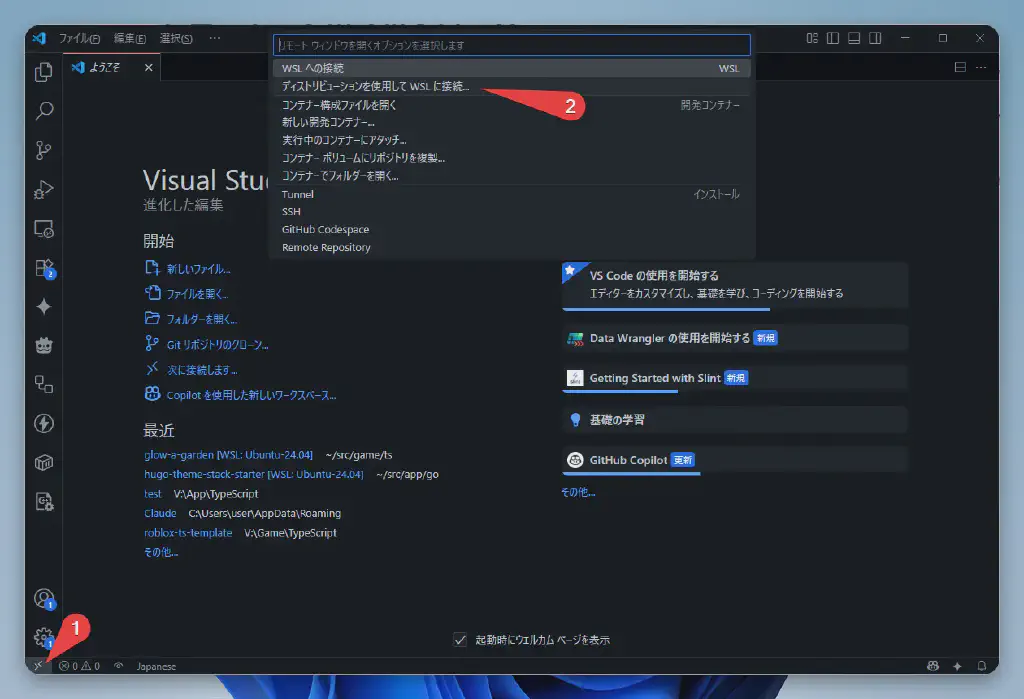 ファイル(F) 編集(E) 選択(S) …
リモート ウィンドウを開くオプションを選択します
ようこそ
WSL への接続 WSL
ディストリビューションを使用して WSL に接続...
2
コンテナー構成ファイルを開く 開発コンテナー
新しい開発コンテナー...
実行中のコンテナーにアタッチ...
コンテナー ボリュームにリポジトリを複製...
コンテナーでフォルダーを開く...
Tunnel インストール
SSH
GitHub Codespace
Remote Repository
Visual Stu
進化した編集
開始
新しいファイル...
ファイルを開く...
フォルダーを開く...
Git リポジトリのクローン...
次に接続します...
Copilot を使用した新しいワークスペース...
最近
glow-a-garden [WSL: Ubuntu-24.04] ~/src/game/ts
hugo-theme-stack-starter [WSL: Ubuntu-24.04] ~/src/app/go
test V:\App\TypeScript
Claude C:\Users\user\AppData\Roaming
roblox-ts-template V:\Game\TypeScript
その他...
VS Code の使用を開始する
エディターをカスタマイズし、基礎を学び、コーディングを開始する
Data Wrangler の使用を開始する 新規
Getting Started with Slint 新規
基礎の学習
GitHub Copilot 更新
その他...
2
1
1
1
起動時にウェルカム ページを表示
0 0 Japanese